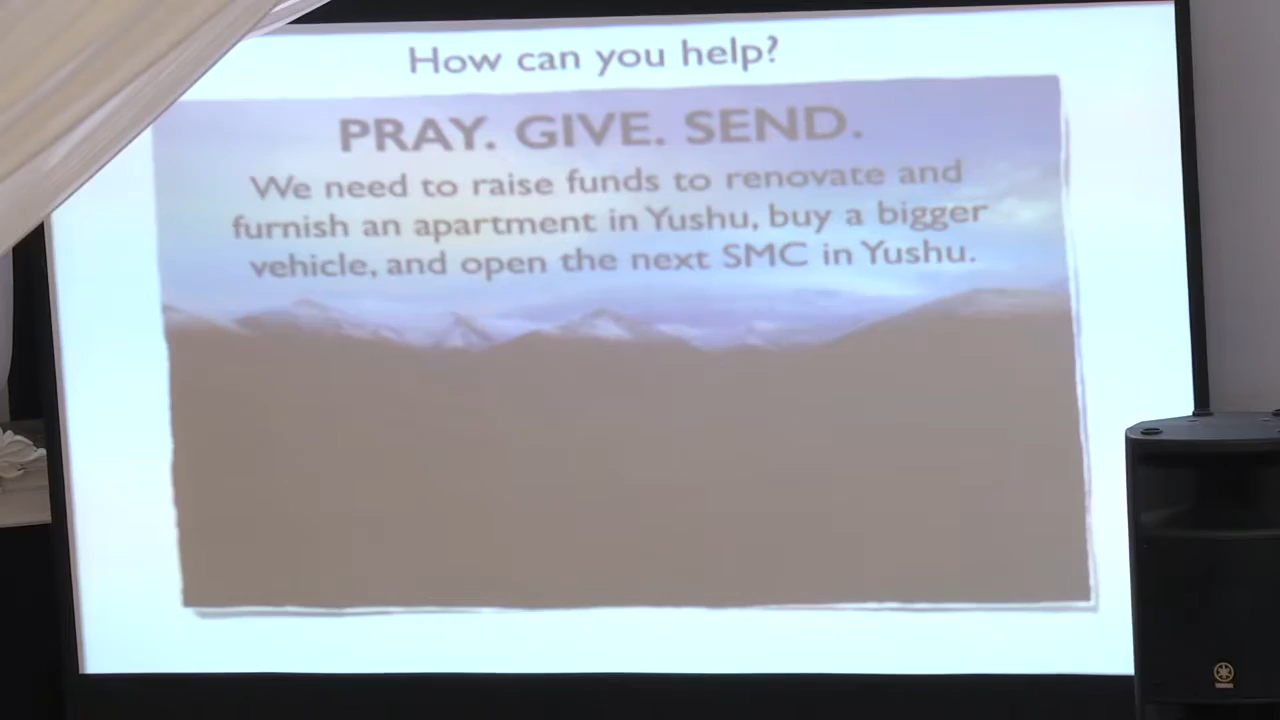 How can you help?
PRAY. GIVE. SEND.
We need to raise funds to renovate and
furnish an apartment in Yushu, buy a bigger
vehicle, and open the next SMC in Yushu.